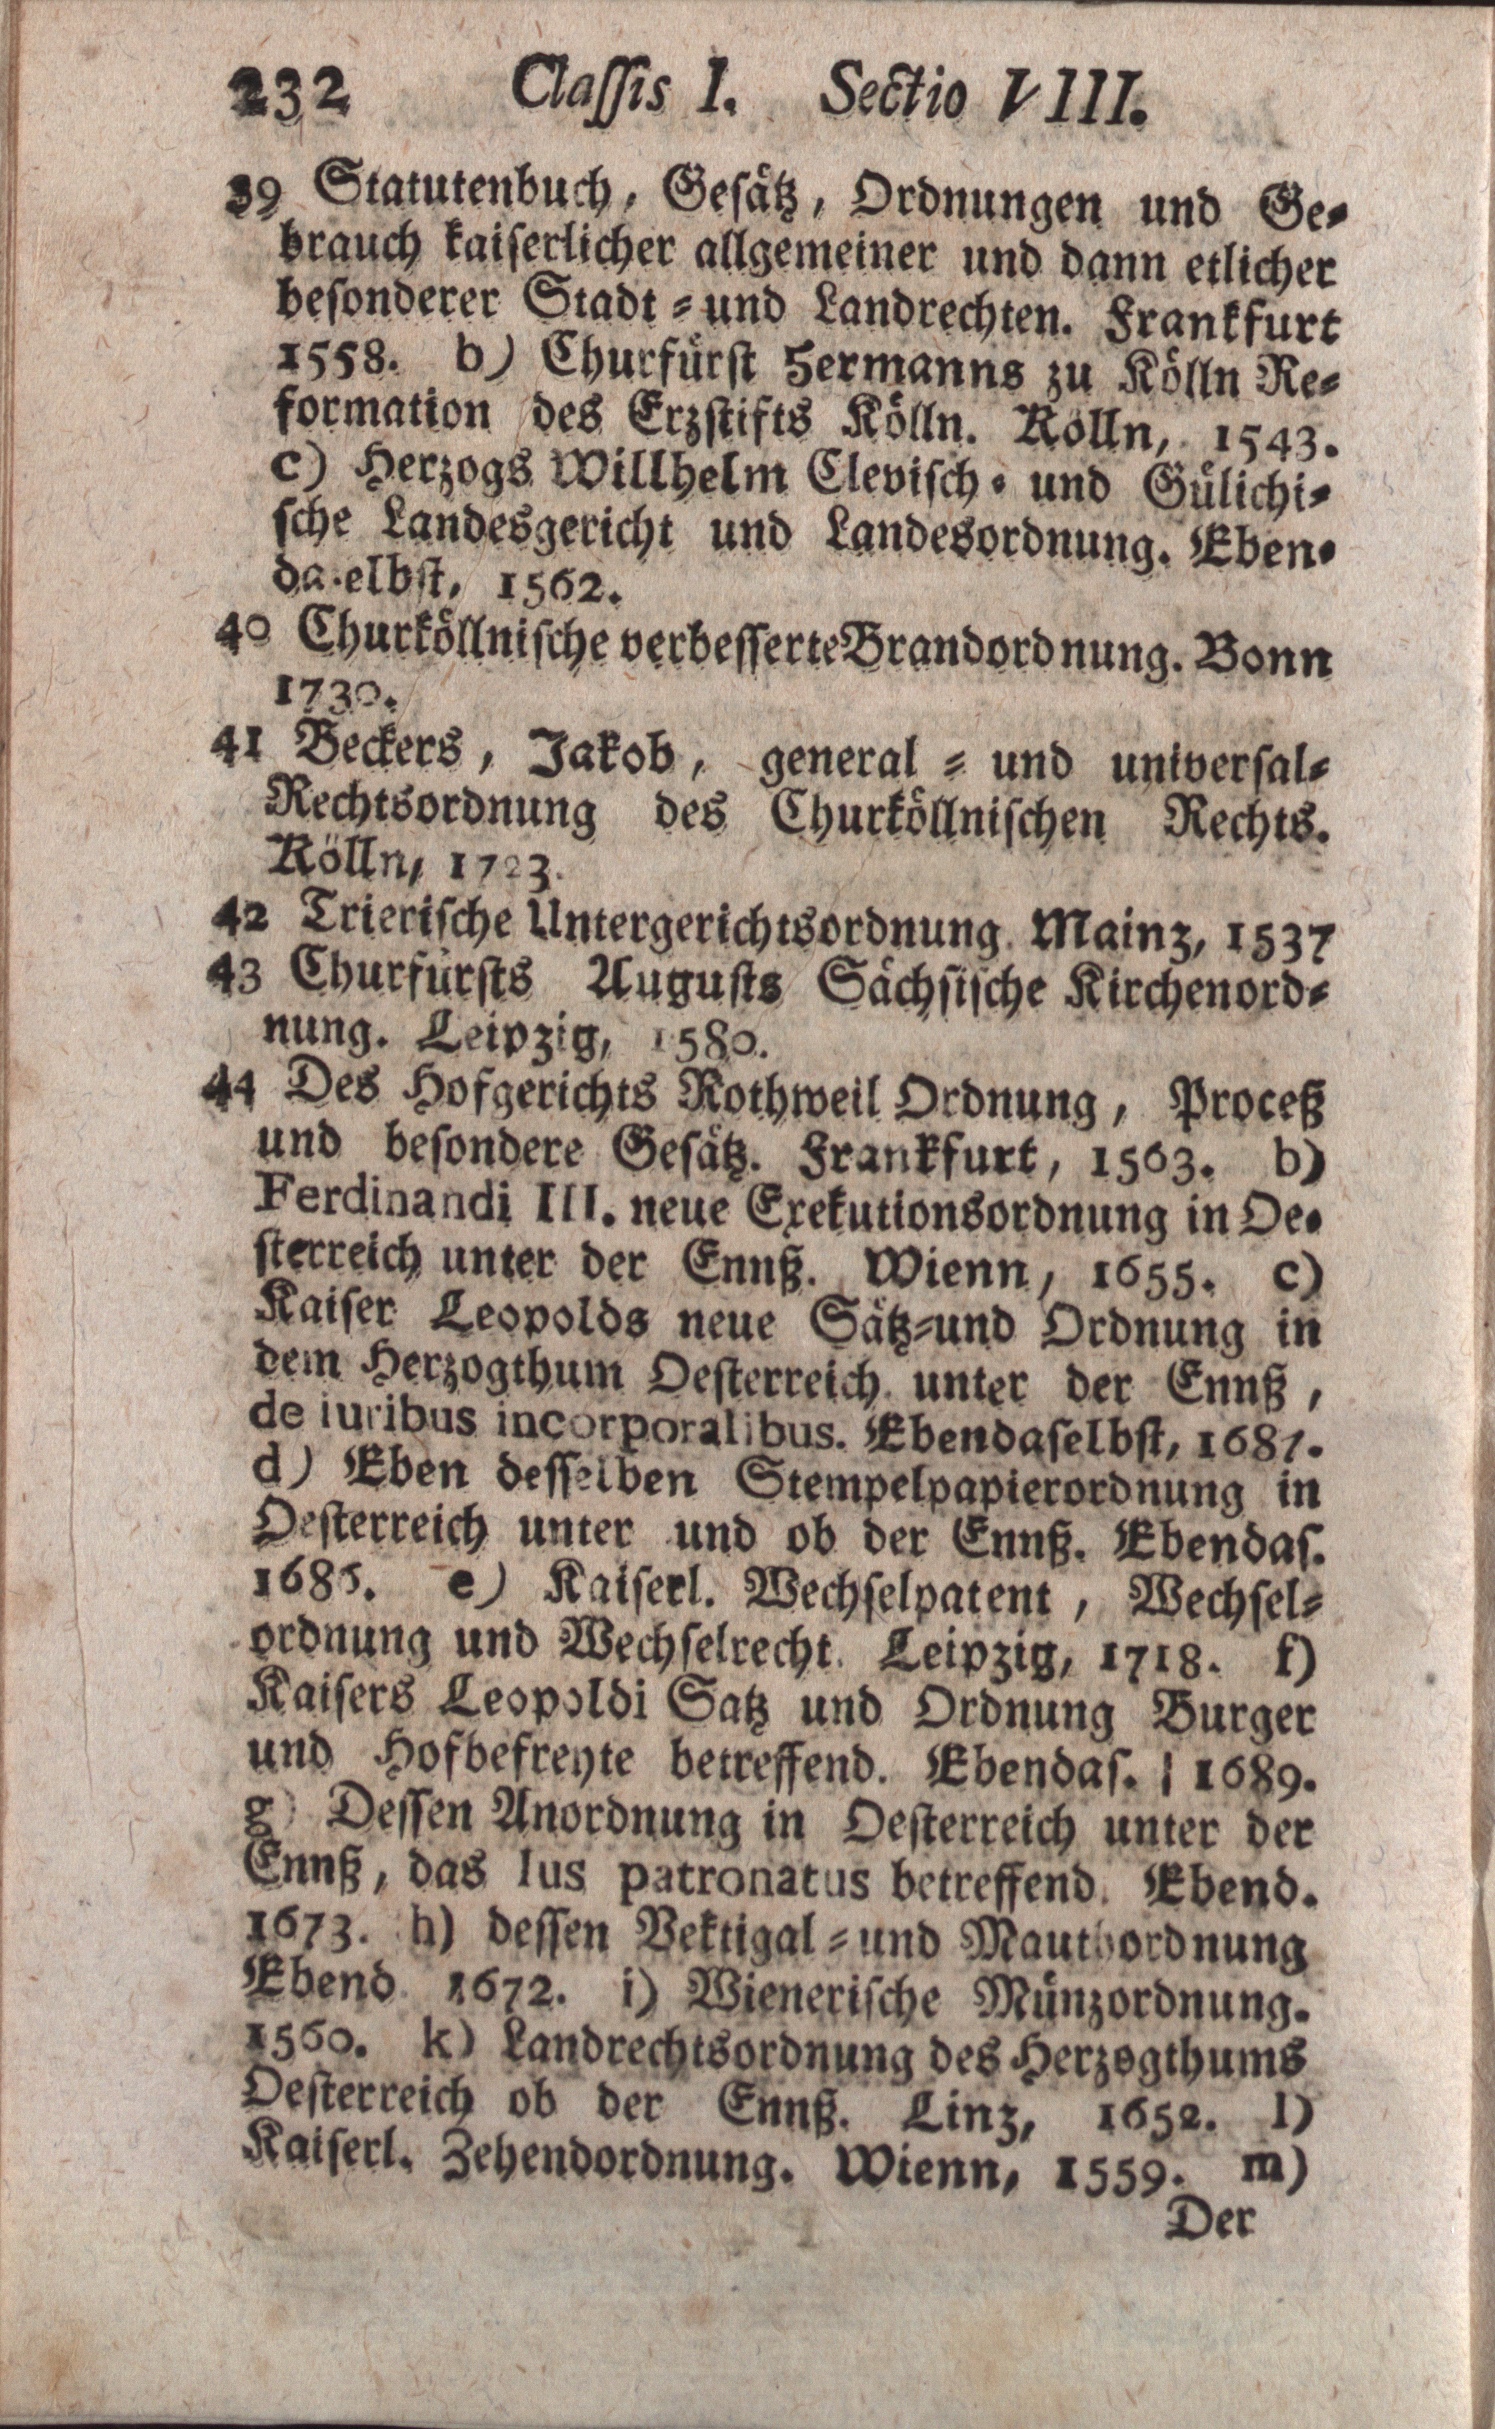 232 Classis I. Sectio VIII.
39 Statutenbuch, Gesätz, Ordnungen und Ge-
brauch kaiserlicher allgemeiner und dann etlicher
besonderer Stadt-und Landrechten. Frankfurt
1558. b) Churfürst Hermanns zu Kölln Re-
formation des Erzstifts Kölln. Kölln, 1543.
c) Herzogs Willhelm Clevisch- und Gülichi-
sche Landesgericht und Landesordnung. Eben-
daselbst, 1562.
40 Churköllnische verbesserte Brandordnung. Bonn
1730.
41 Beckers, Jakob, general-und universal-
Rechtsordnung des Churköllnischen Rechts.
Kölln, 1723.
42 Trierische Untergerichtsordnung. Mainz, 1537
43 Churfürsts Augusts Sächsische Kirchenord-
nung. Leipzig, 1580.
44 Des Hofgerichts Rothweil Ordnung, Proceß
und besondere Gesätz. Frankfurt, 1563. b)
Ferdinandi III. neue Exekutionsordnung in Oe-
sterreich unter der Ennß. Wienn, 1655. c)
Kaiser Leopolds neue Sätz-und Ordnung in
dem Herzogthum Oesterreich unter der Ennß,
de iuribus incorporalibus. Ebendaselbst,
d) Eben desselben Stempelpapierordnung in
Oesterreich unter und ob der Ennß. Ebendas.
e) Kaiserl. Wechselpatent, Wechsel-
ordnung und Wechselrecht. Leipzig, 1718. f)
Kaisers Leopoldi Satz und Ordnung Burger
und Hofbefreyte betreffend. Ebendas. 1689.
g) Dessen Anordnung in Oesterreich unter der
Ennß, das Ius patronatus betreffend. Ebend.
1673. h) dessen Vektigal-und Mauthordnung
Ebend. 1672. i) Wienerische Münzordnung.
1560. k) Landrechtsordnung des Herzogthums
Oesterreich ob der Ennß. Linz, 1652. l)
Kaiserl. Zehendordnung. Wienn, 1559. m)
Der